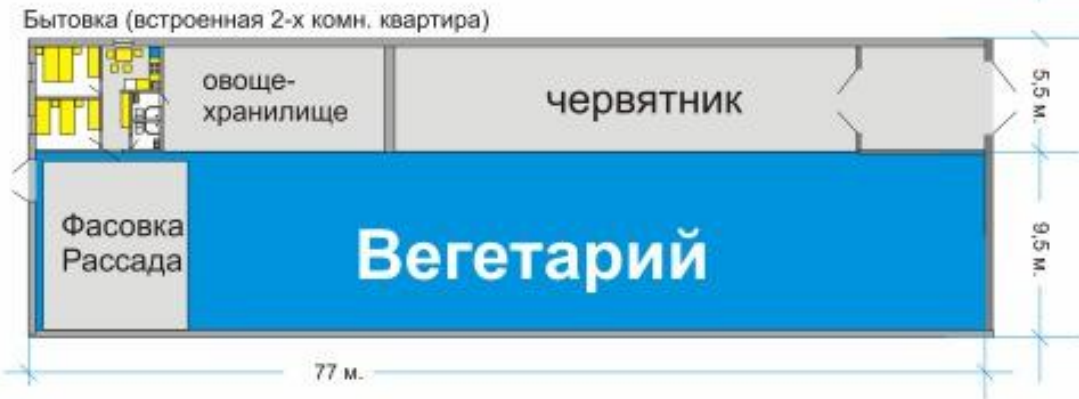 Бытовка (встроенная 2-х комн. квартира)
овоще-
хранилище
червятник
5,5 м.
Фасовка
Рассада
Вегетарий
9,5 м.
77 м.